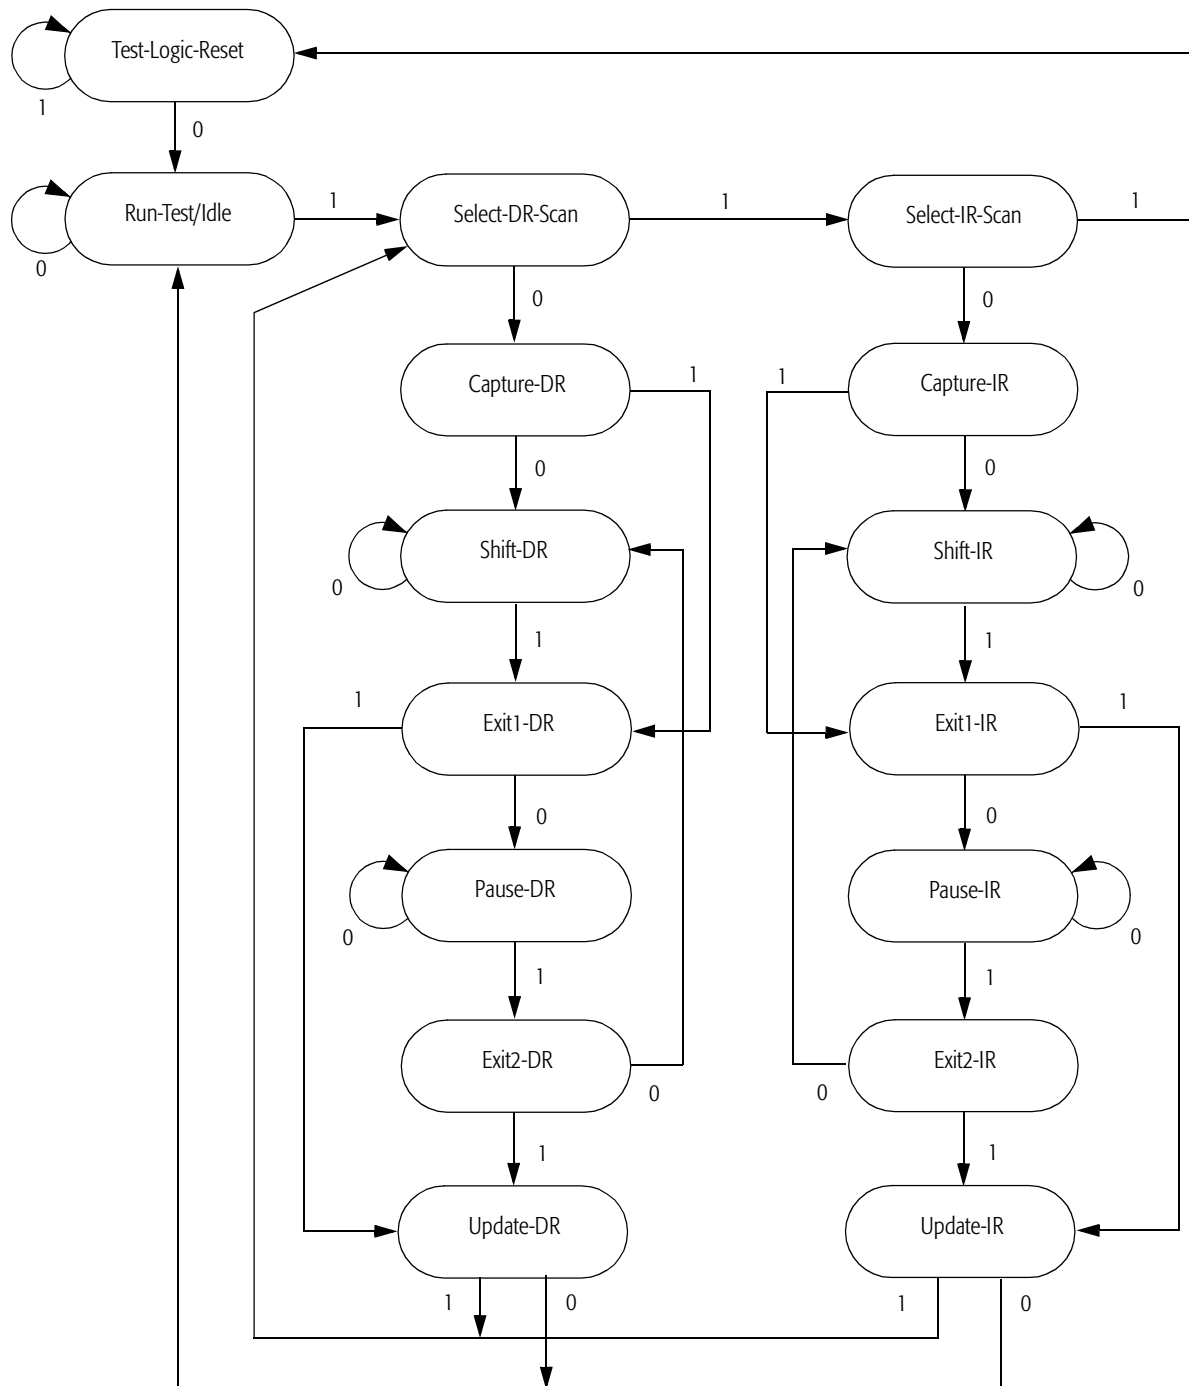 Test-Logic-Reset
1
0
Run-Test/Idle
0
1
Select-DR-Scan
1
Select-IR-Scan
1
0
0
Capture-DR
1
1
Capture-IR
0
0
Shift-DR
0
Shift-IR
0
1
1
1
Exit1-DR
Exit1-IR
1
0
0
Pause-DR
0
Pause-IR
0
1
1
Exit2-DR
0
0
Exit2-IR
1
1
Update-DR
Update-IR
1
0
1
0